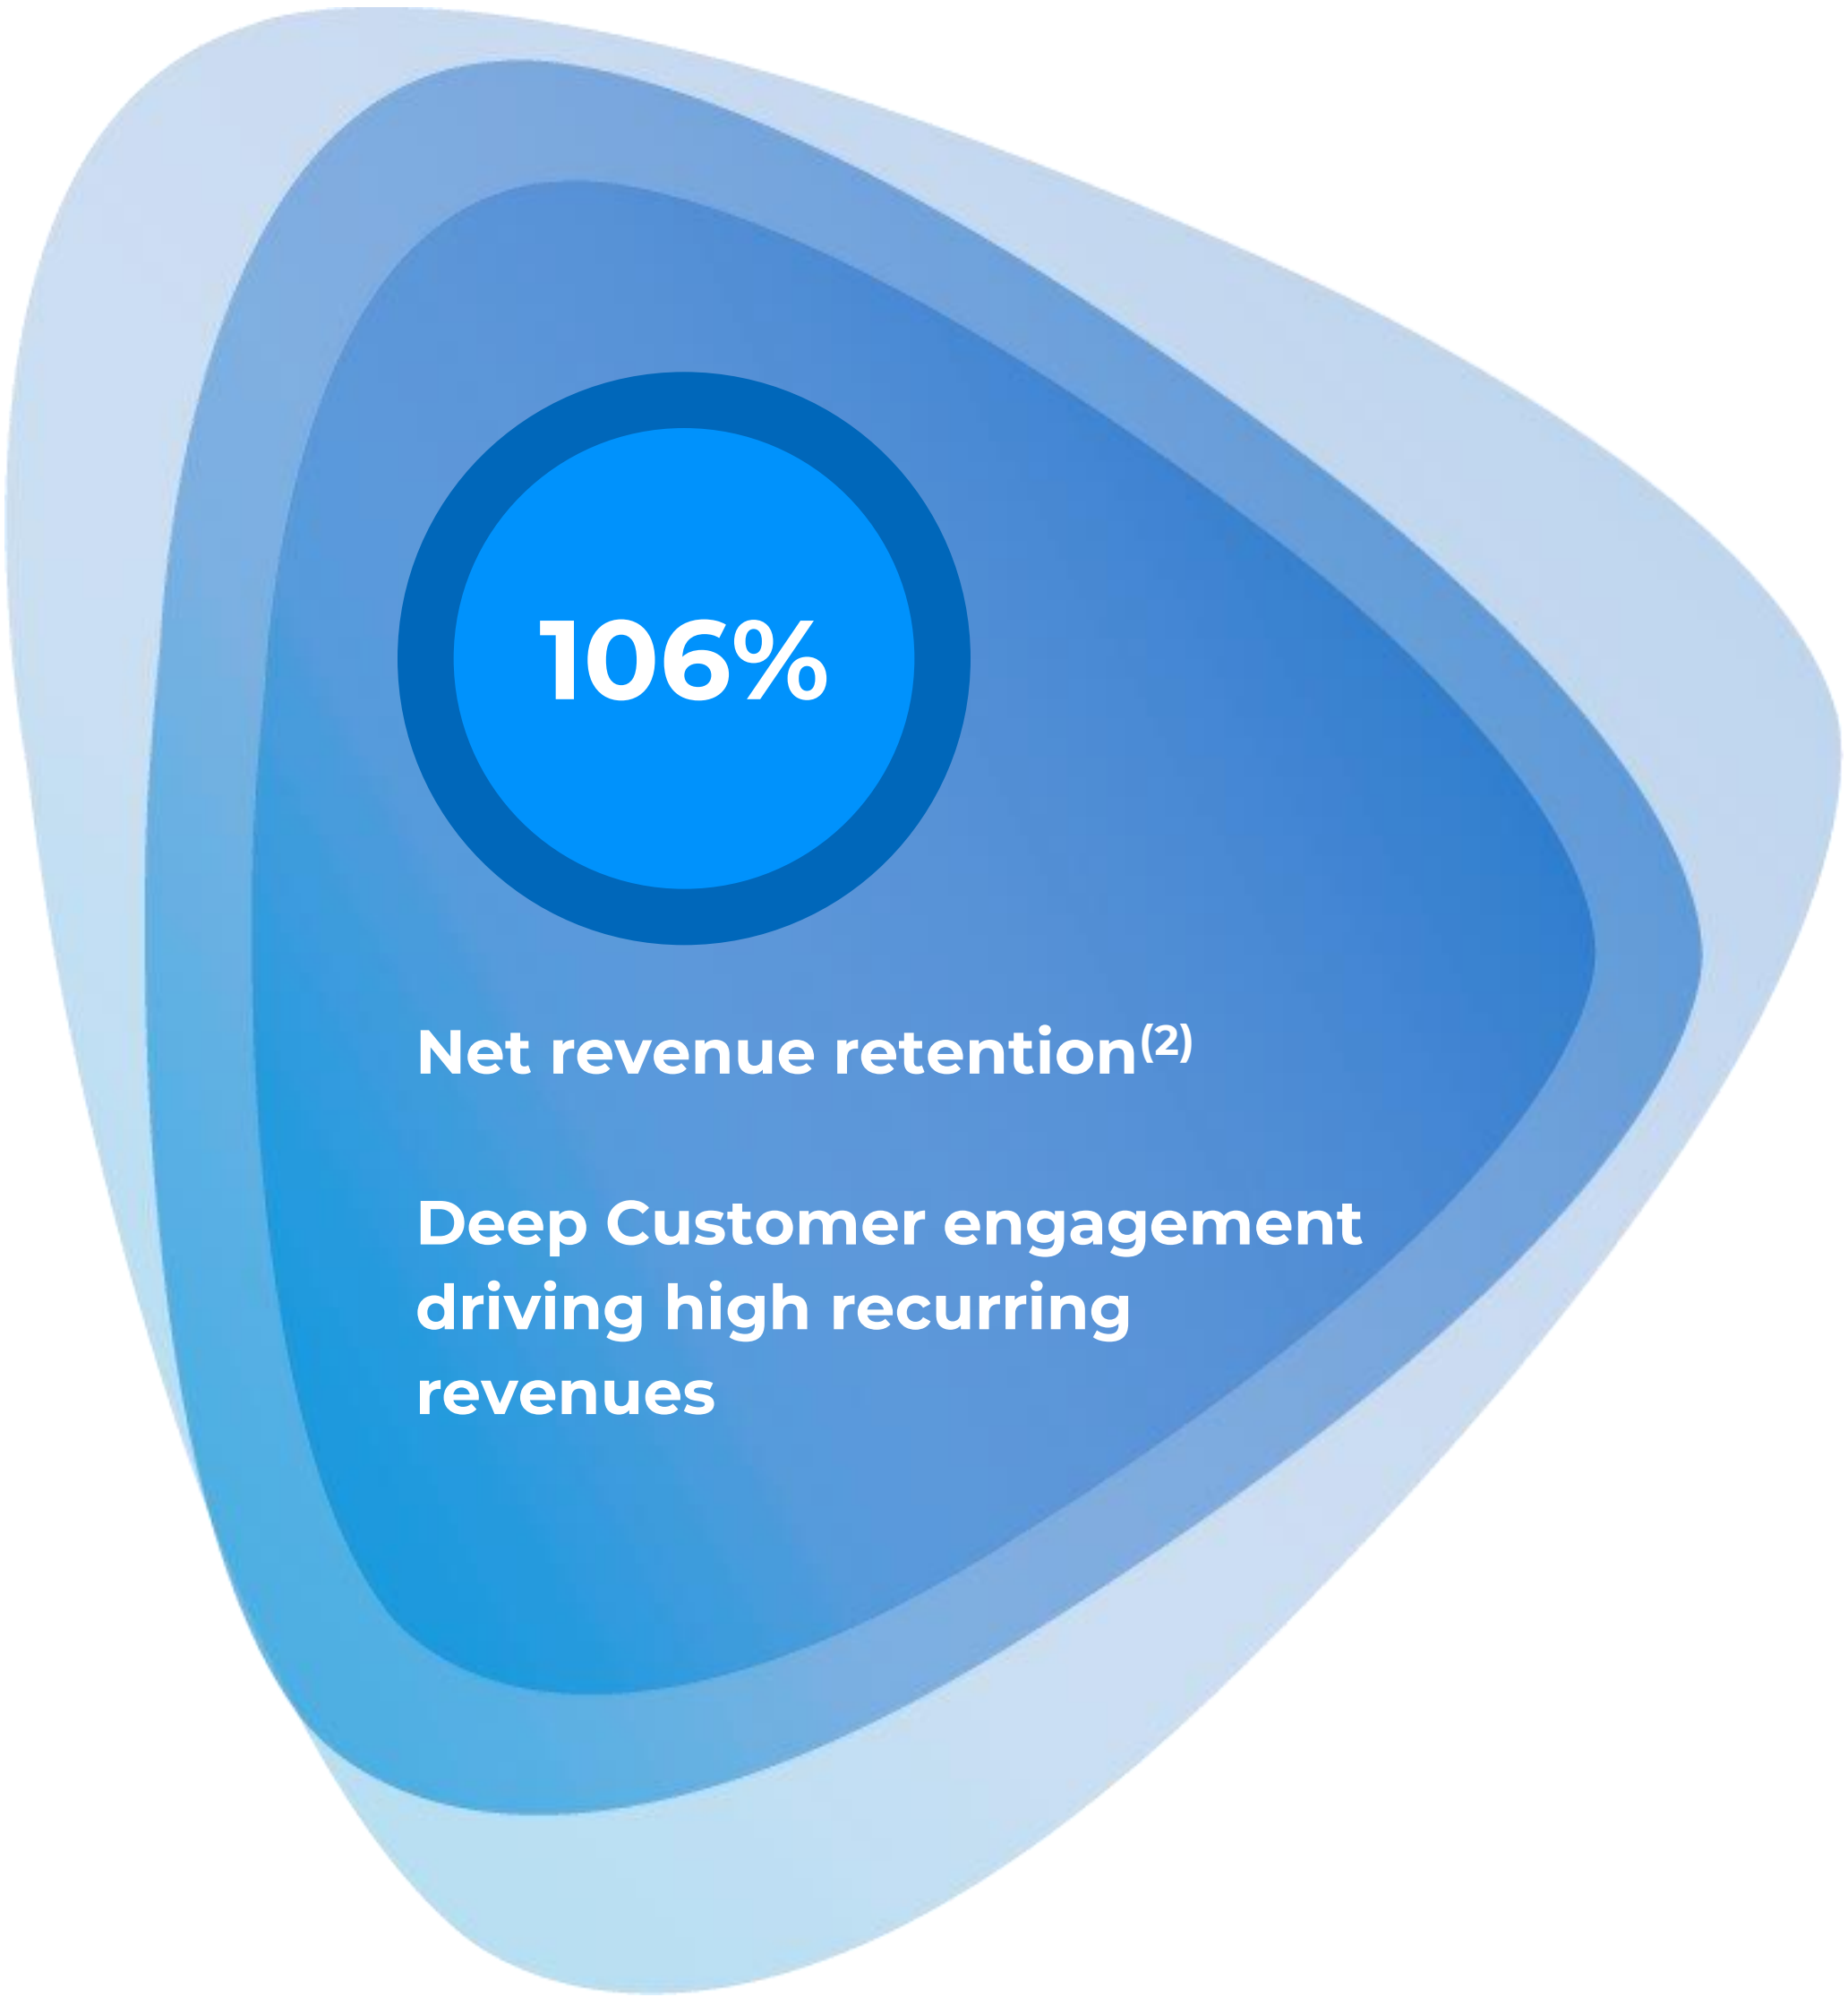 106%
Net revenue retention(2)
Deep Customer engagement
driving high recurring
revenues